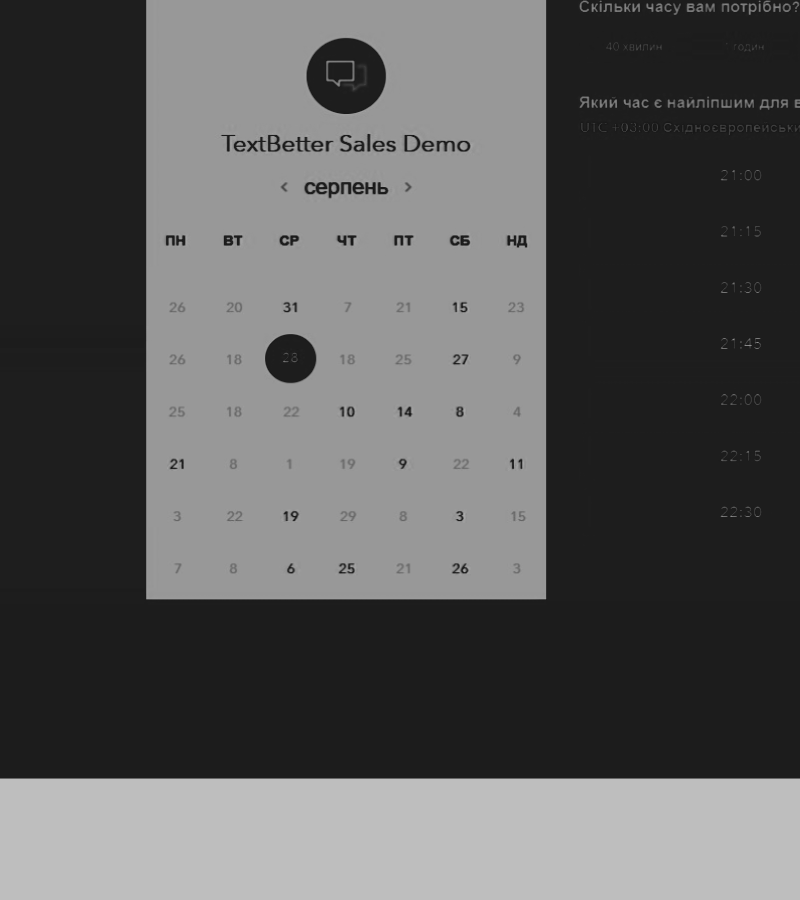 TextBetter Sales Demo
‹ серпень ›
ПН ВТ СР ЧТ ПТ СБ НД
26 20 31 7 21 15 23
26 18 28 18 25 27 9
25 18 22 10 14 8 4
21 8 1 19 9 22 11
3 22 19 29 8 3 15
7 8 6 25 21 26 3
Скільки часу вам потрібно?
40 хвилин годин
Який час є найліпшим для в
UTC +03:00 Східноєвропейськи
21:00
21:15
21:30
21:45
22:00
22:15
22:30